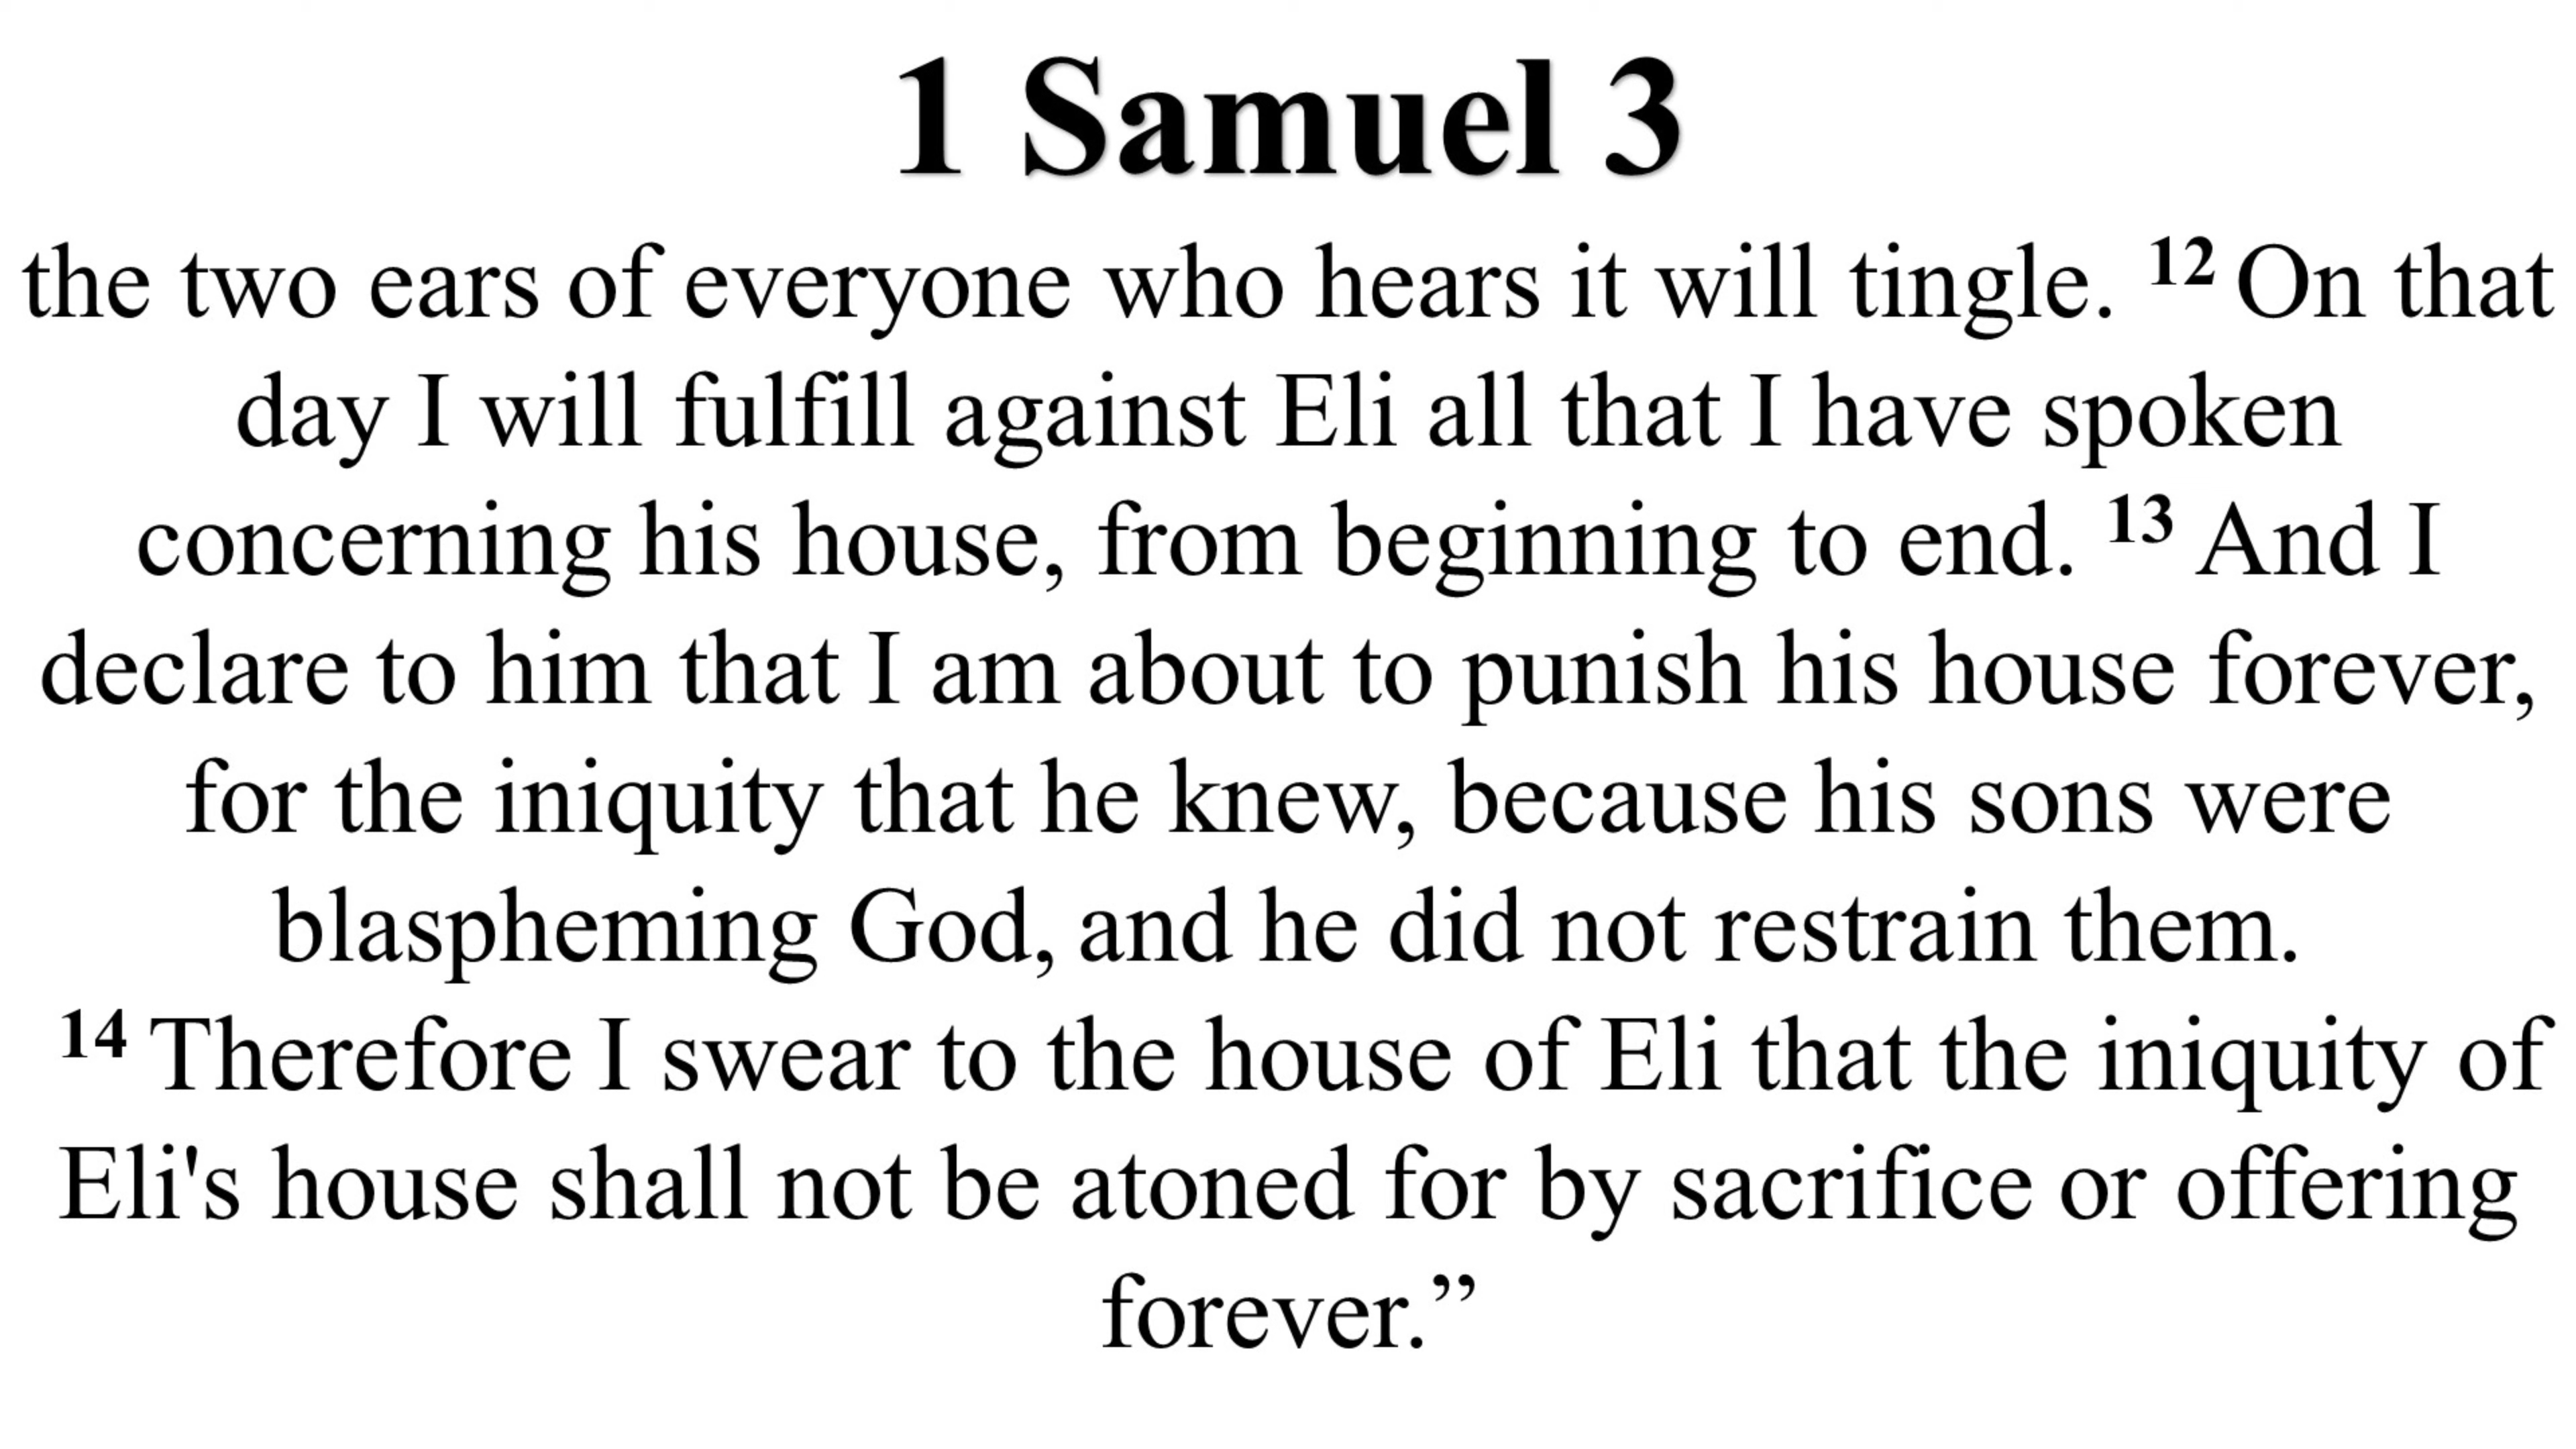 1 Samuel 3
the two ears of everyone who hears it will tingle. 12 On that
day I will fulfill against Eli all that I have spoken
concerning his house, from beginning to end. 13 And I
declare to him that I am about to punish his house forever,
for the iniquity that he knew, because his sons were
blaspheming God, and he did not restrain them.
14 Therefore I swear to the house of Eli that the iniquity of
Eli's house shall not be atoned for by sacrifice or offering
forever.”